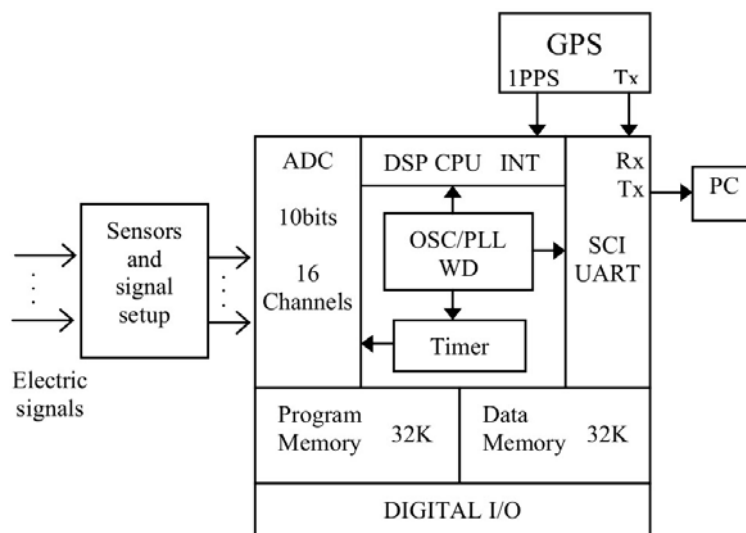 GPS
1PPS Tx
ADC
10bits
16
Channels
DSP CPU INT
Rx
Tx
PC
Sensors
and
signal
setup
OSC/PLL
WD
SCI
UART
Timer
Electric
signals
Program
Memory 32K
Data
Memory 32K
DIGITAL I/O